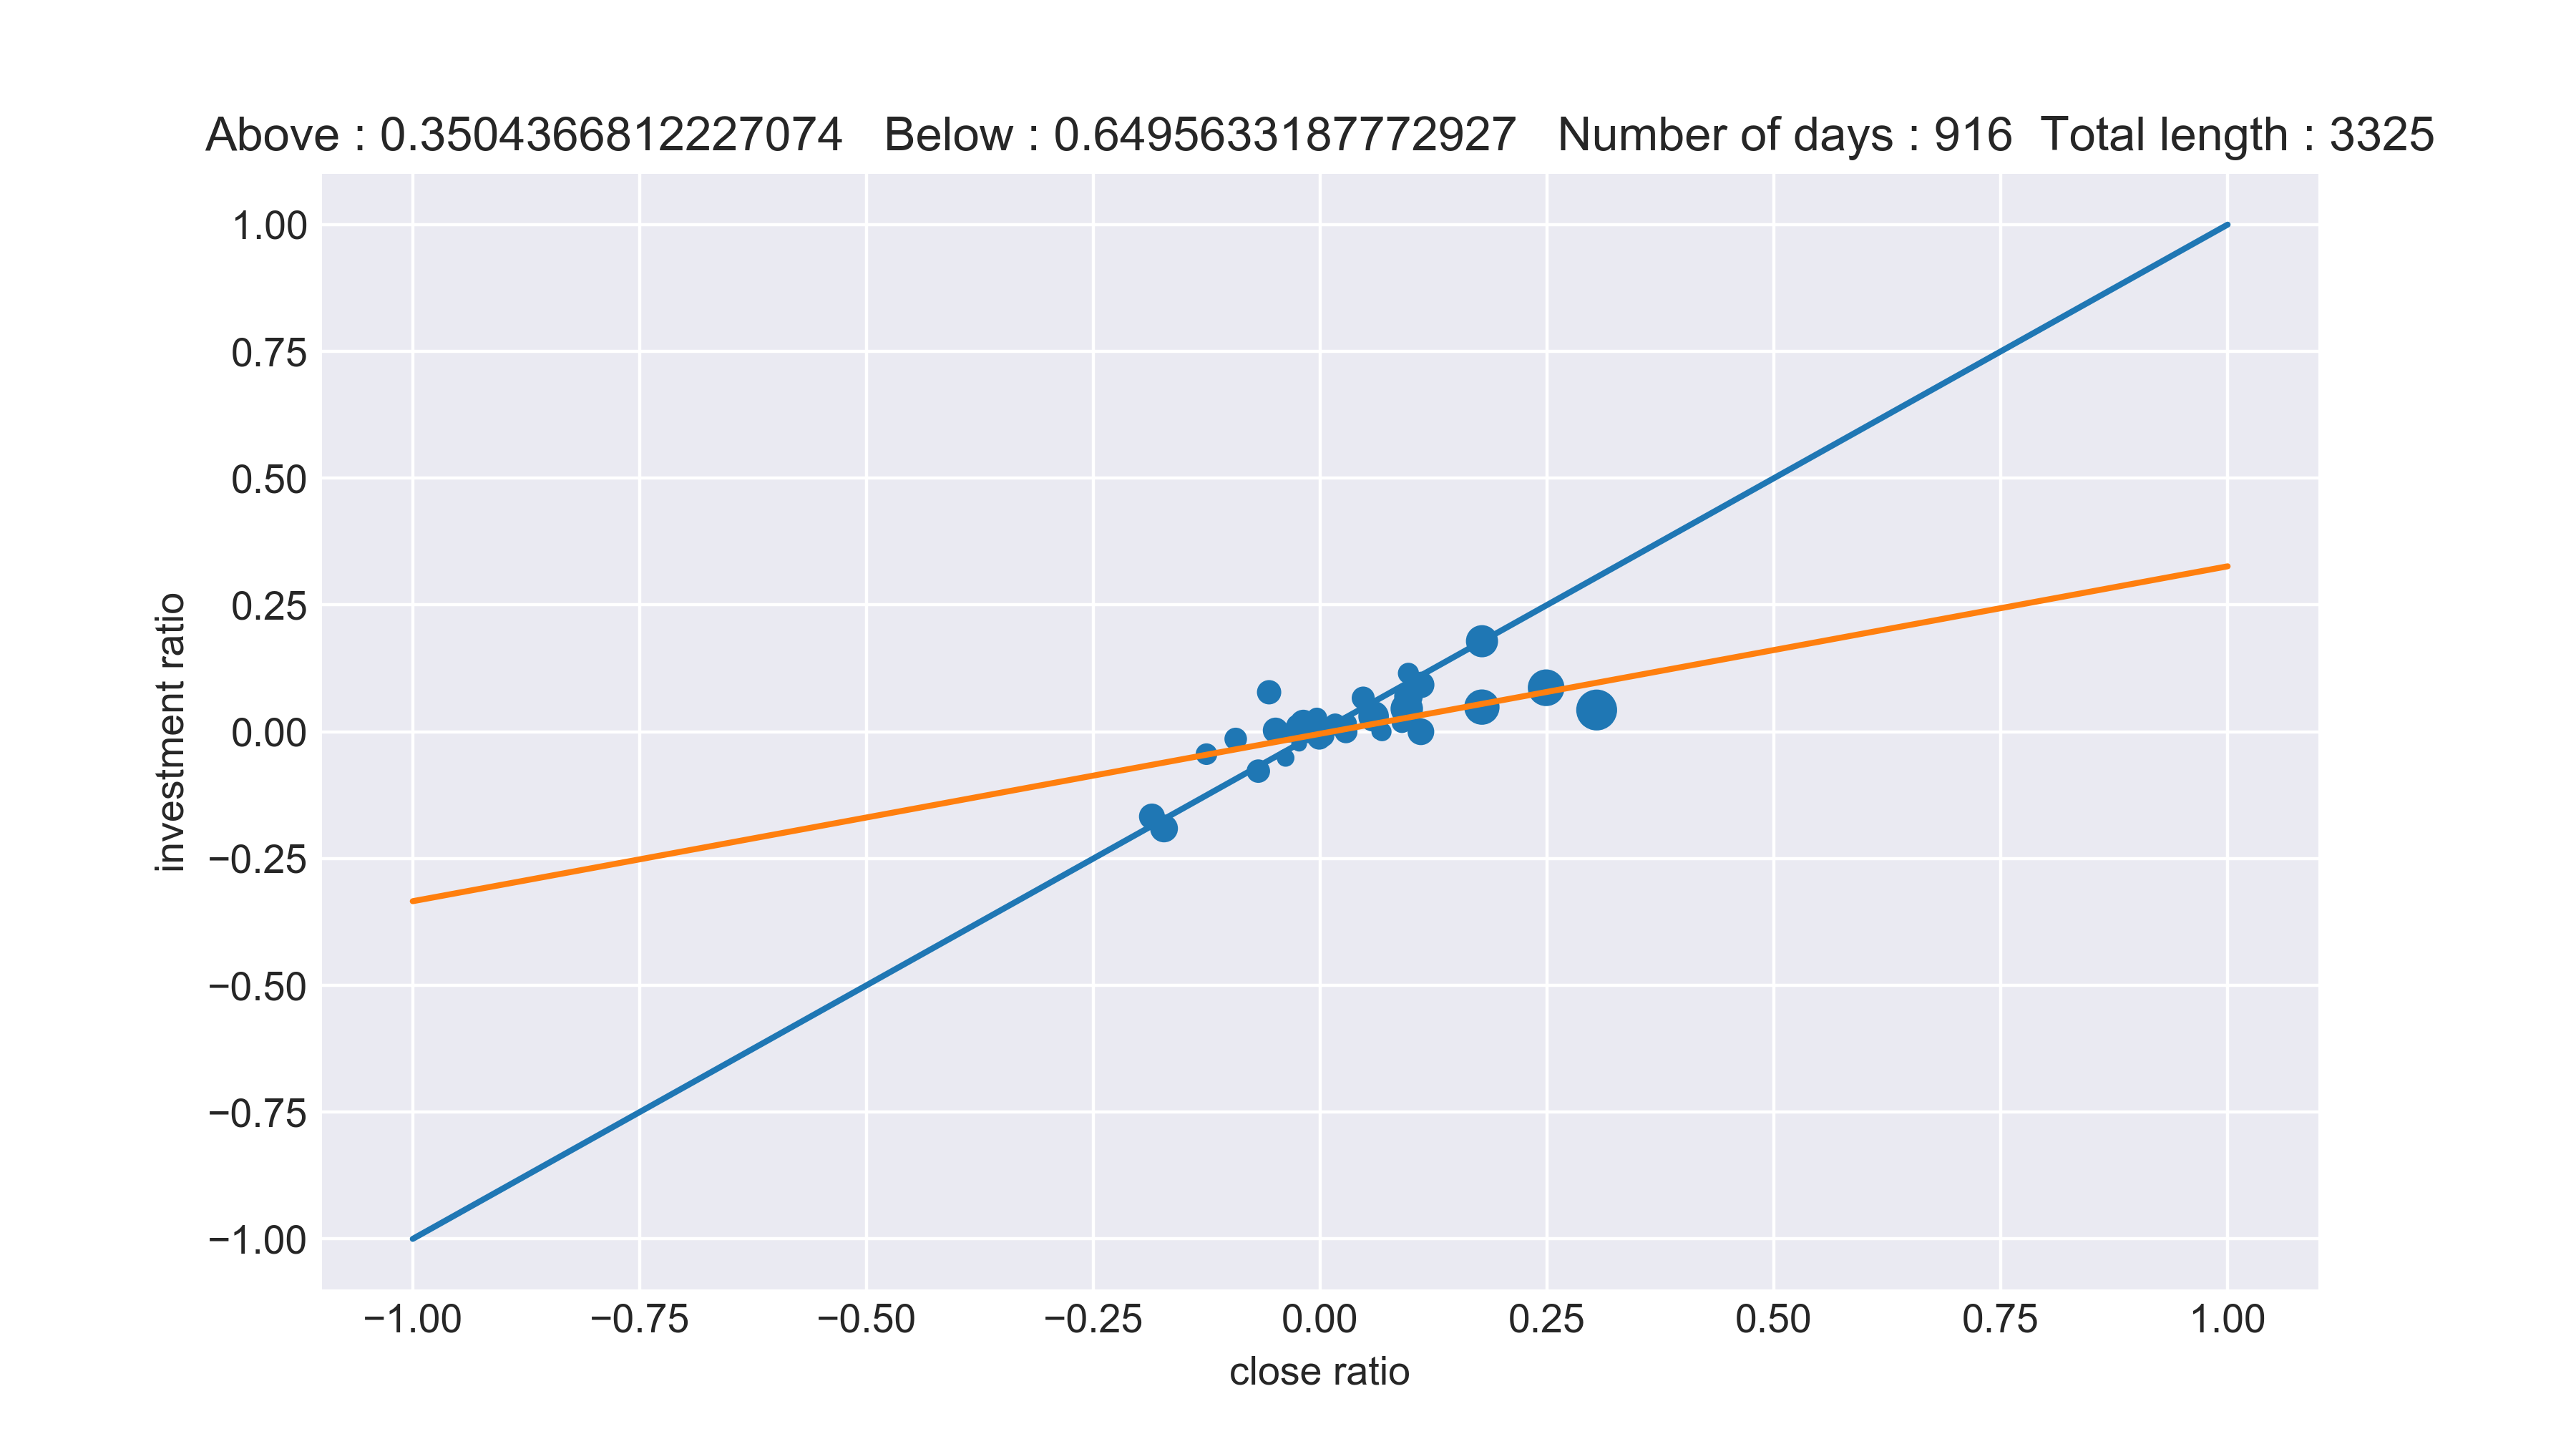 Above : 0.3504366812227074   Below : 0.6495633187772927   Number of days : 916  Total length : 3325
1.00
0.75
0.50
0.25
0.00
−0.25
−0.50
−0.75
−1.00
investment ratio
−1.00 −0.75 −0.50 −0.25 0.00 0.25 0.50 0.75 1.00
close ratio